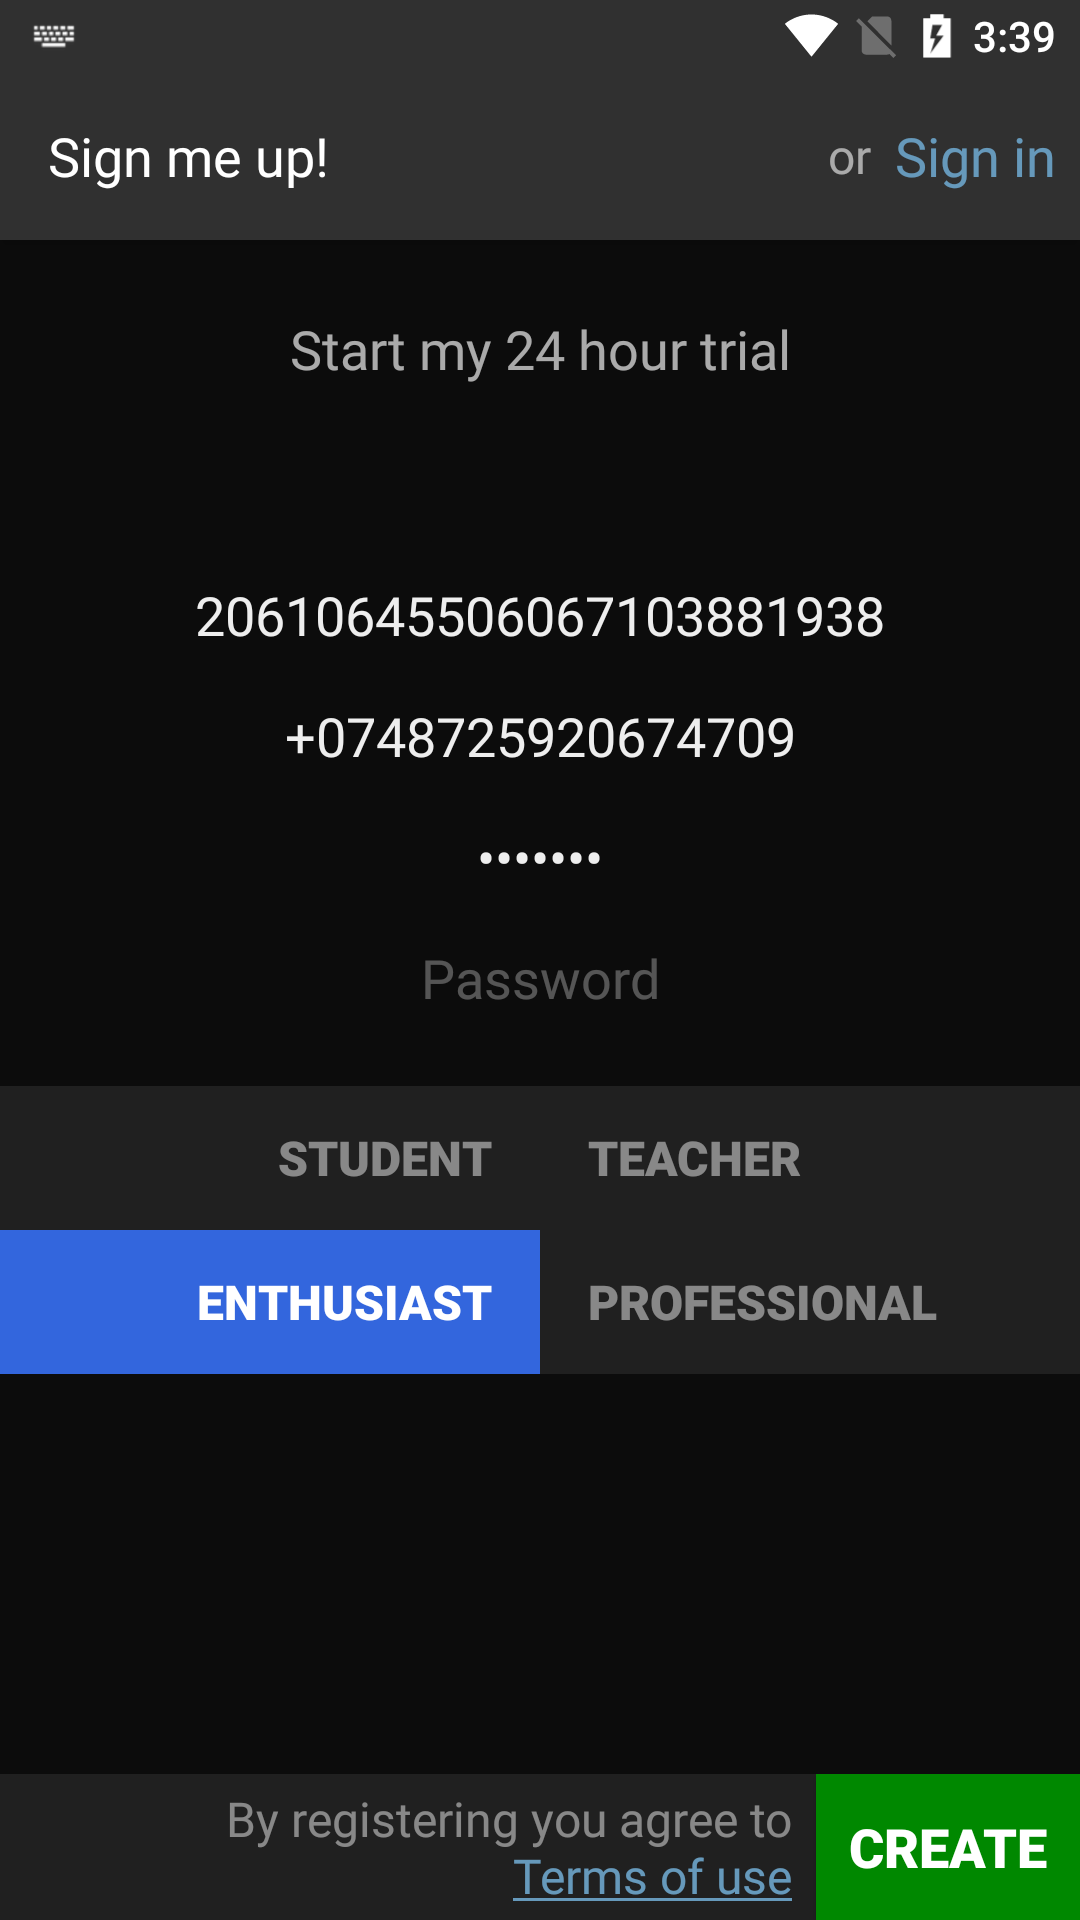 3:39
Sign me up! or Sign in
Start my 24 hour trial
20610645506067103881938
+0748725920674709
•••••••
Password
STUDENT TEACHER
ENTHUSIAST PROFESSIONAL
By registering you agree to
Terms of use
CREATE